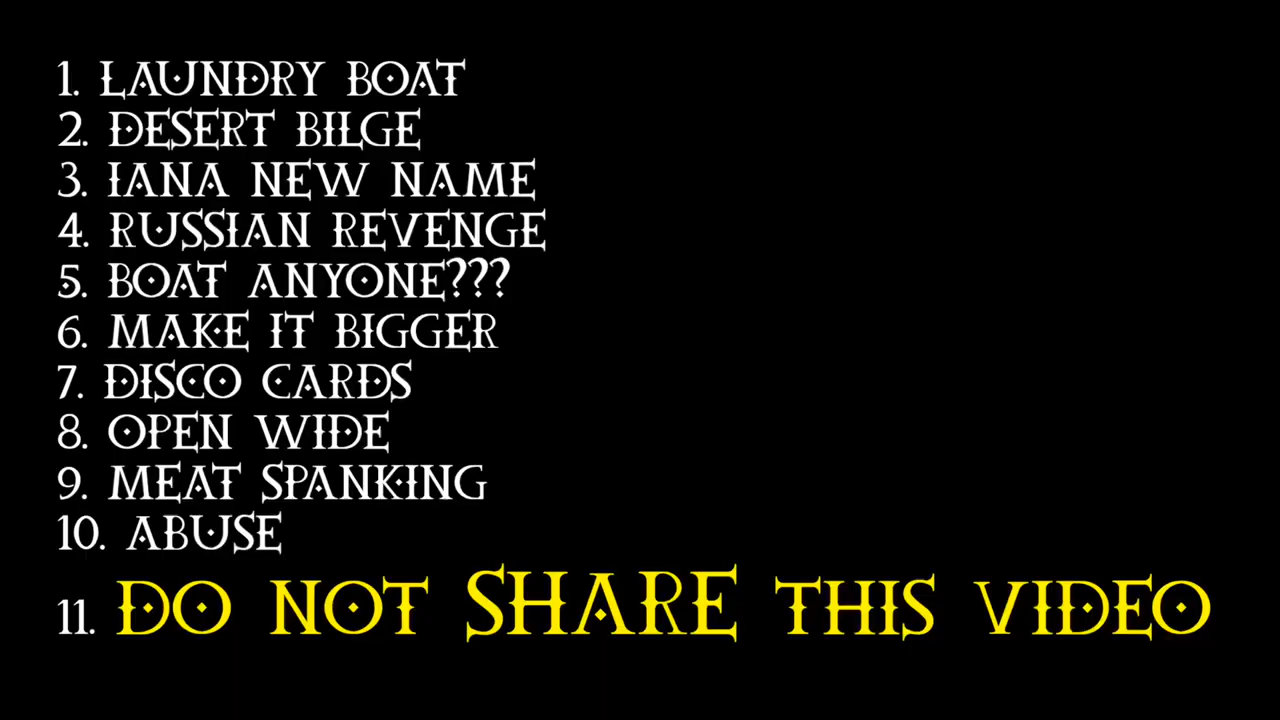 1. LAUNDRY BOAT
2. DESERT BILGE
3. IANA NEW NAME
4. RUSSIAN REVENGE
5. BOAT ANYONE???
6. MAKE IT BIGGER
7. DISCO CARDS
8. OPEN WIDE
9. MEAT SPANKING
10. ABUSE
11. DO NOT SHARE THIS VIDEO